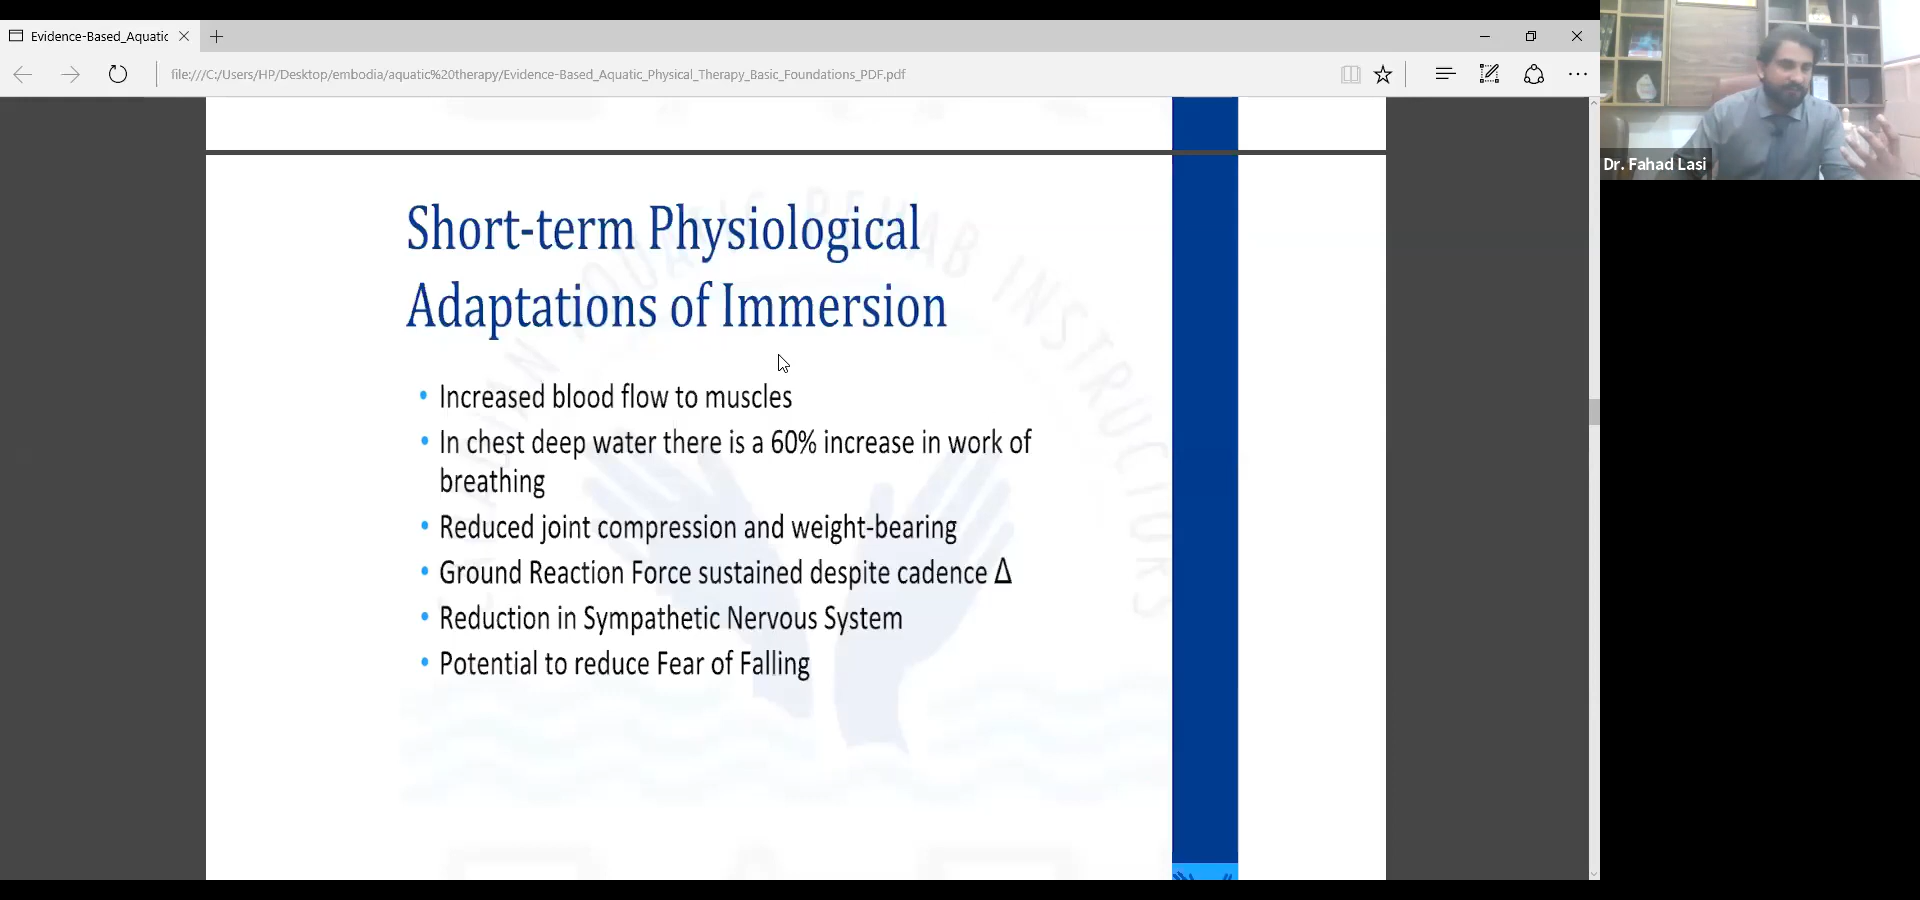 Evidence-Based_Aquatic
file:///C:/Users/HP/Desktop/embodia/aquatic%20therapy/Evidence-Based_Aquatic_Physical_Therapy_Basic_Foundations_PDF.pdf
Dr. Fahad Lasi
Short-term Physiological
Adaptations of Immersion
• Increased blood flow to muscles
• In chest deep water there is a 60% increase in work of
breathing
• Reduced joint compression and weight-bearing
• Ground Reaction Force sustained despite cadence Δ
• Reduction in Sympathetic Nervous System
• Potential to reduce Fear of Falling
AQUATIC REHAB INSTRUCTORS